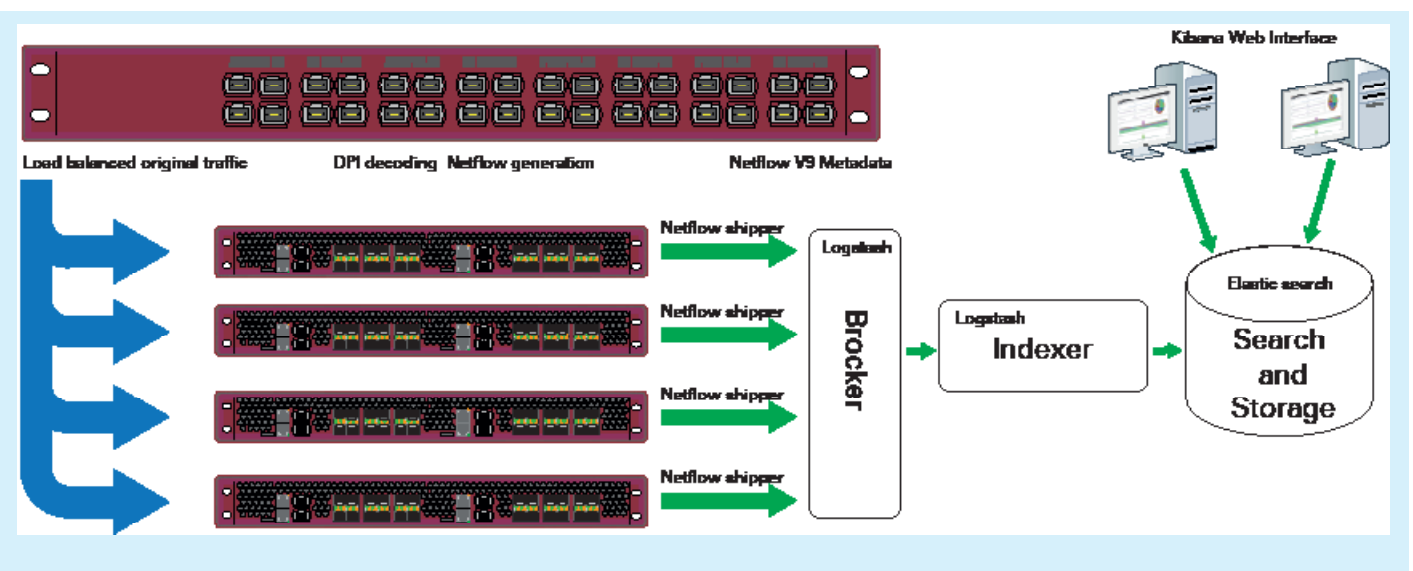 Kibana Web Interface
Load balanced original traffic
DPI decoding
Netflow generation
Netflow V9 Metadata
Netflow shipper
Logstash
Brocker
Netflow shipper
Netflow shipper
Netflow shipper
Logstash
Indexer
Elastic search
Search
and
Storage